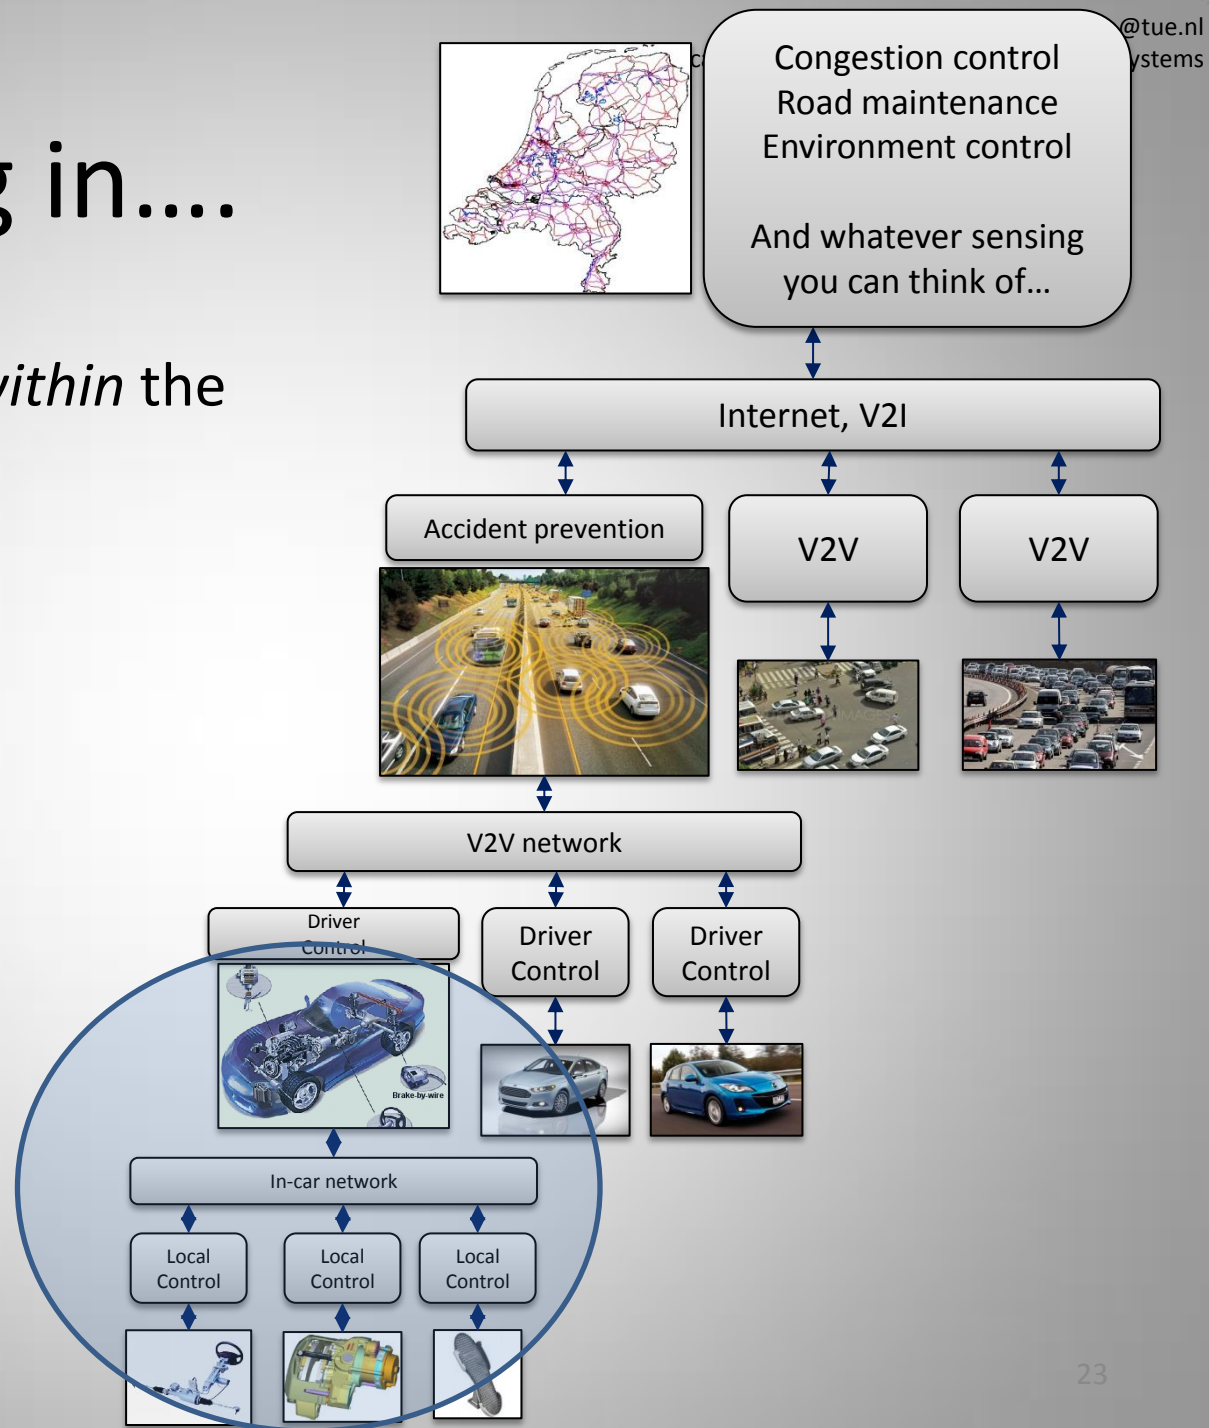 @tue.nl
ystems
g in....
within the
Congestion control
Road maintenance
Environment control
And whatever sensing
you can think of...
Internet, V2I
Accident prevention
V2V
V2V
V2V network
Driver
Control
Driver
Control
Driver
Control
Brake-by-wire
In-car network
Local
Control
Local
Control
Local
Control
23